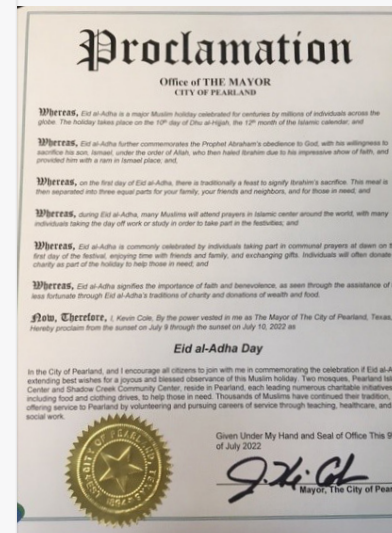 Proclamation
Office of THE MAYOR
CITY OF PEARLAND
Whereas, Eid al-Adha is a major Muslim holiday celebrated for centuries by millions of individuals across the
globe. The holiday takes place on the 10th day of Dhu al-Hijjah, the 12th month of the Islamic calendar; and
Whereas, Eid al-Adha further commemorates the Prophet Abraham's obedience to God, with his willingness to
sacrifice his son, Ismael, under the order of Allah, who then halted Ibrahim due to his impressive show of faith, and
provided him with a ram in Ismael place; and,
Whereas, on the first day of Eid al-Adha, there is traditionally a feast to signify Ibrahim's sacrifice. This meal is
then separated into three equal parts for your family, your friends and neighbors, and for those in need; and
Whereas, during Eid al-Adha, many Muslims will attend prayers in Islamic center around the world, with many
individuals taking the day off work or study in order to take part in the festivities; and
Whereas, Eid al-Adha is commonly celebrated by individuals taking part in communal prayers at dawn on t
first day of the festival, enjoying time with friends and family, and exchanging gifts. Individuals will often donate
charity as part of the holiday to help those in need; and
Whereas, Eid al-Adha signifies the importance of faith and benevolence, as seen through the assistance of
less fortunate through Eid al-Adha's traditions of charity and donations of wealth and food.
Now, Therefore, I, Kevin Cole, By the power vested in me as The Mayor of The City of Pearland, Texas,
Hereby proclaim from the sunset on July 9 through the sunset on July 10, 2022 as
Eid al-Adha Day
In the City of Pearland, and I encourage all citizens to join with me in commemorating the celebration if Eid al-A
extending best wishes for a joyous and blessed observance of this Muslim holiday. Two mosques, Pearland Isl
Center and Shadow Creek Community Center, reside in Pearland, each leading numerous charitable initiatives
including food and clothing drives, to help those in need. Thousands of Muslims have continued their tradition,
offering service to Pearland by volunteering and pursuing careers of service through teaching, healthcare, and
social work.
Given Under My Hand and Seal of Office This 9
of July 2022
Mayor, The City of Pear
CITY OF PEARLAND, TEXAS
EST. 1894